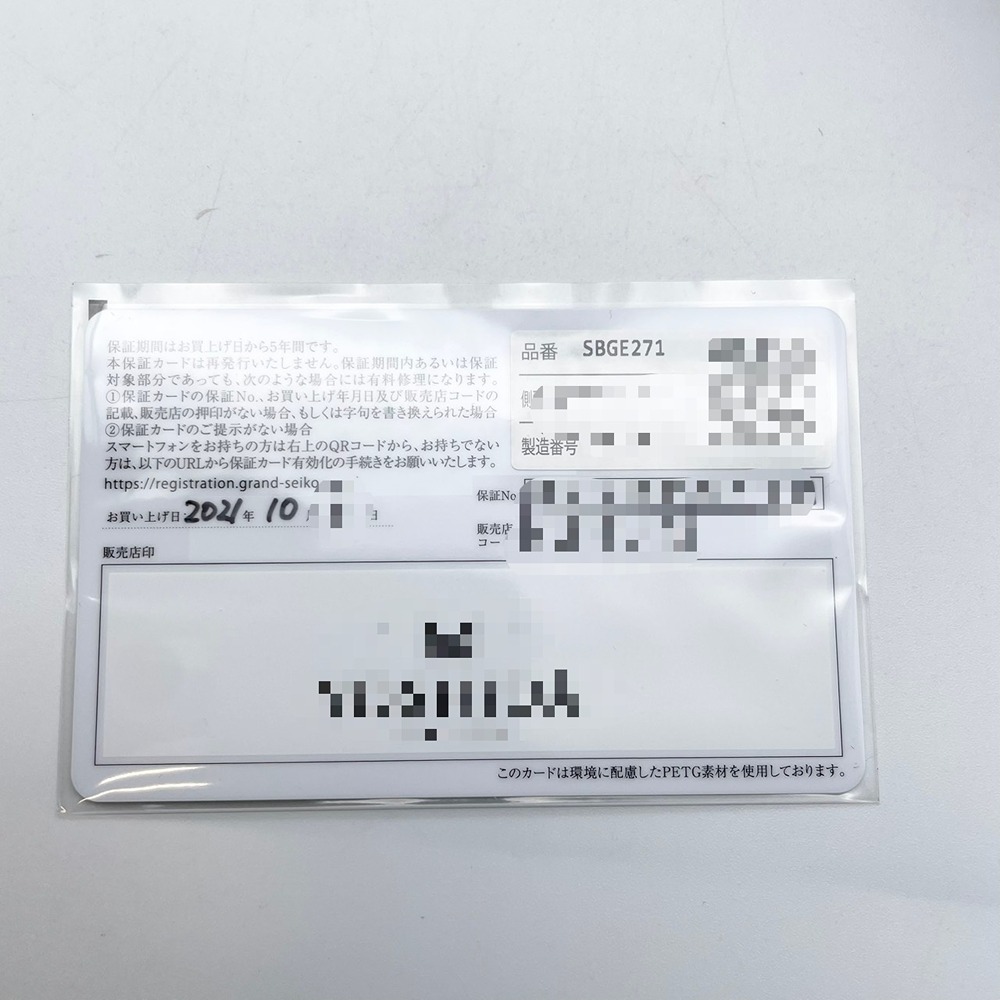 保証期間はお買上げ日から5年間です。
本保証カードは再発行いたしません。保証期間内あるいは保証
対象部分であっても、次のような場合には有料修理になります。
①保証カードの保証No.、お買い上げ年月日及び販売店コードの
記載、販売店の押印がない場合、もしくは字句を書き換えられた場合
②保証カードのご提示がない場合
スマートフォンをお持ちの方は右上のQRコードから、お持ちでない
方は、以下のURLから保証カード有効化の手続きをお願いいたします。
https://registration.grand-seiko
お買い上げ日 2021年 10 日
販売店印
品番 SBGE271
側
製造番号
保証No
販売店
コー
このカードは環境に配慮したPETG素材を使用しております。